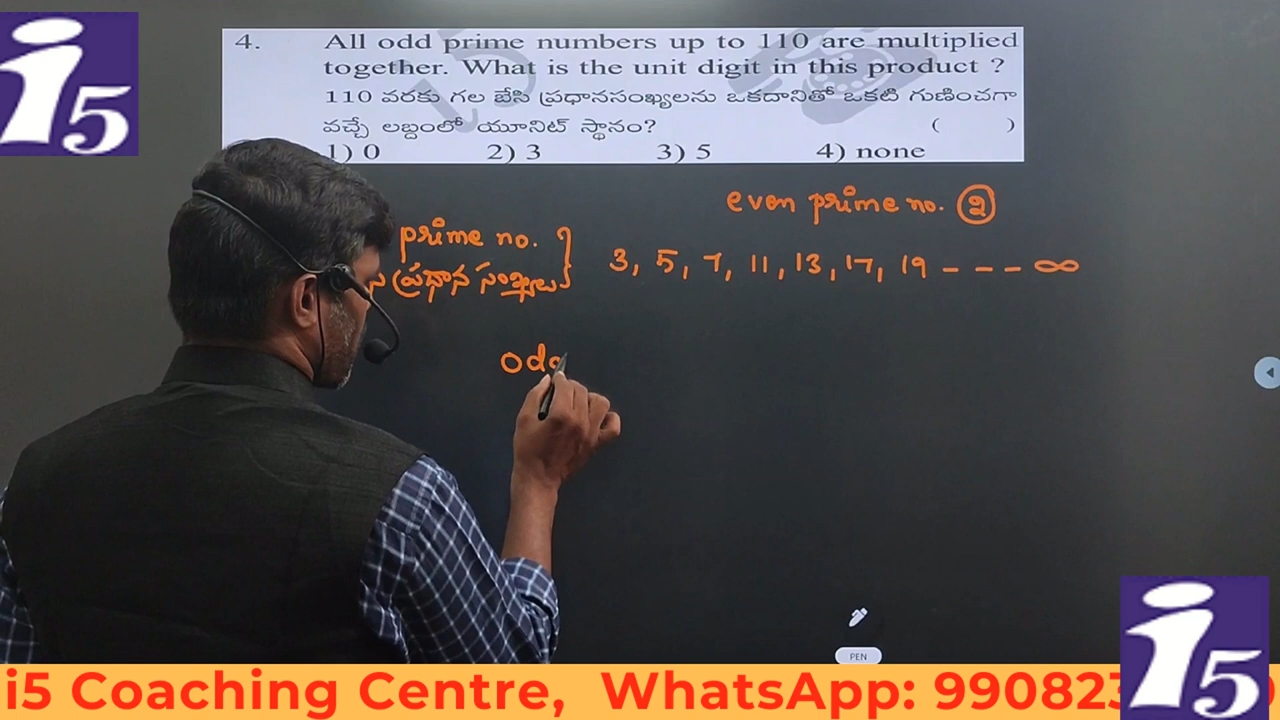 i5
4. All odd prime numbers up to 110 are multiplied
together. What is the unit digit in this product ?
110 వరకు గల బేసి ప్రధానసంఖ్యలను ఒకదానితో ఒకటి గుణించగా
వచ్చే లబ్దంలో యూనిట్ స్థానం? ( )
1) 0 2) 3 3) 5 4) none
even prime no. 2
prime no.
ప్రధాన సంఖ్యలు
3, 5, 7, 11, 13, 17, 19 - - - ∞
odd
PEN
i5
i5 Coaching Centre, WhatsApp: 99082